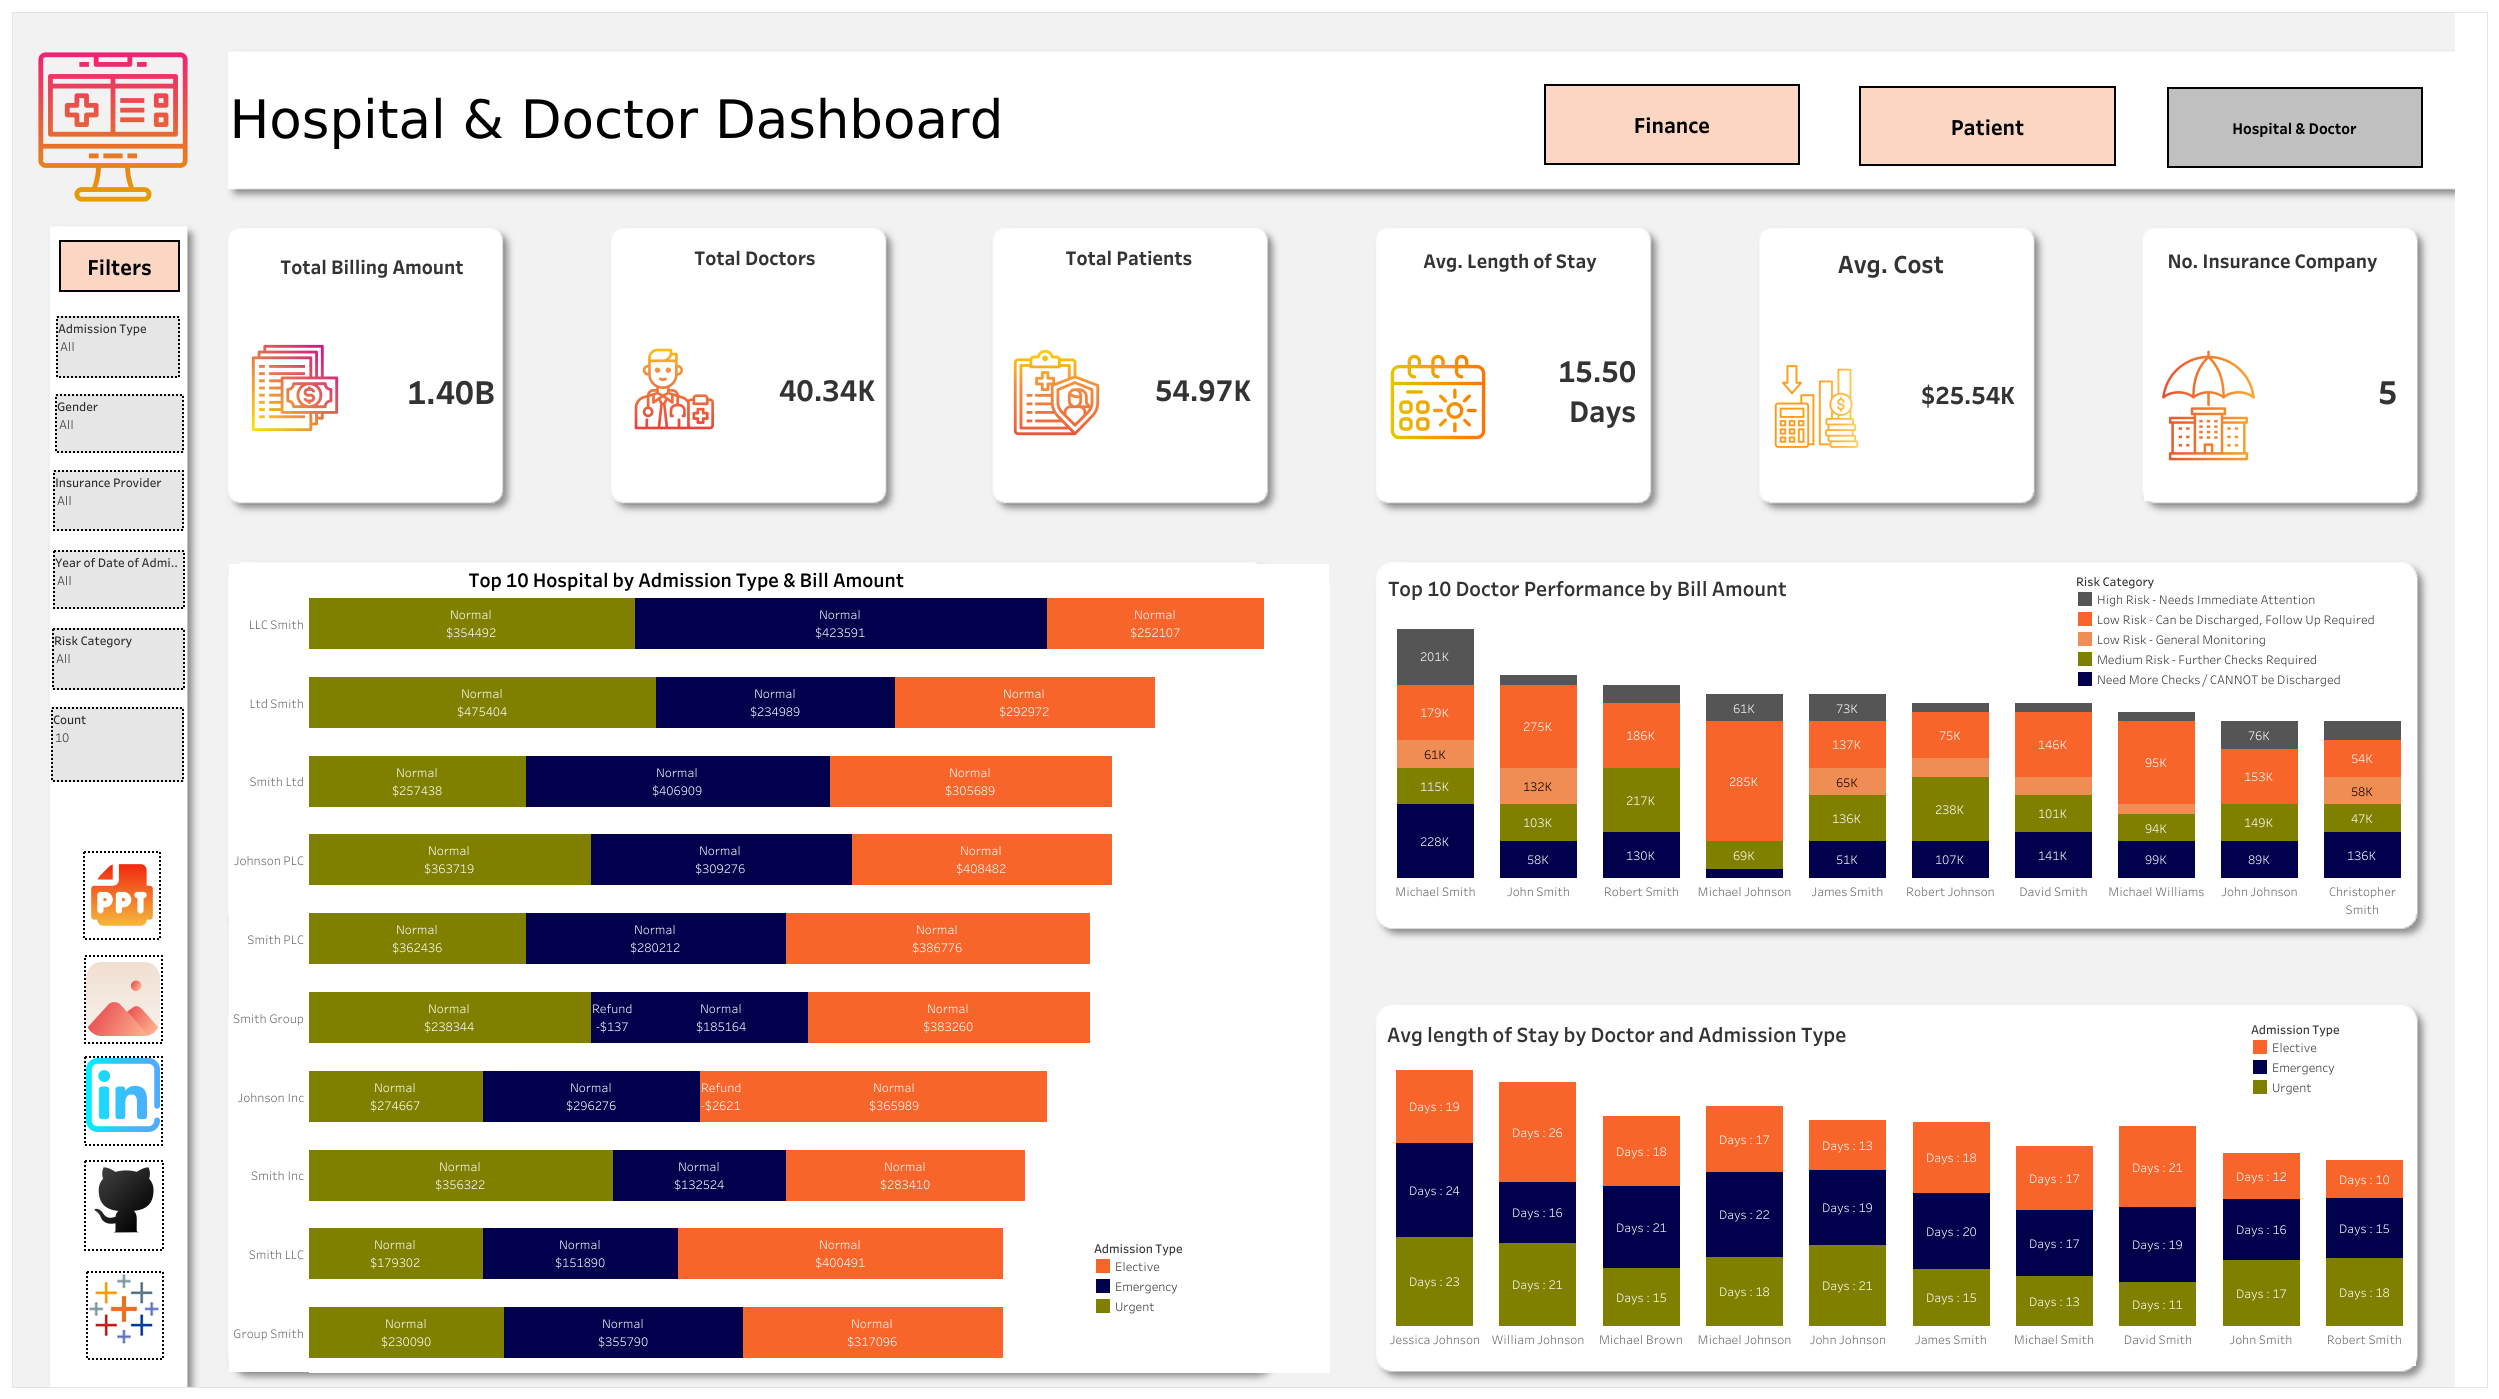 Hospital & Doctor Dashboard
Finance
Patient
Hospital & Doctor
Filters
Admission Type
All
Gender
All
Insurance Provider
All
Year of Date of Admi..
All
Risk Category
All
Count
10
PPT
in
Total Billing Amount
1.40B
Total Doctors
40.34K
Total Patients
54.97K
Avg. Length of Stay
15.50
Days
Avg. Cost
$25.54K
No. Insurance Company
5
Top 10 Hospital by Admission Type & Bill Amount
LLC Smith
Normal Normal Normal
$354492 $423591 $252107
Ltd Smith
Normal Normal Normal
$475404 $234989 $292972
Smith Ltd
Normal Normal Normal
$257438 $406909 $305689
Johnson PLC
Normal Normal Normal
$363719 $309276 $408482
Smith PLC
Normal Normal Normal
$362436 $280212 $386776
Smith Group
Normal Refund Normal Normal
$238344 -$137 $185164 $383260
Johnson Inc
Normal Normal Refund Normal
$274667 $296276 -$2621 $365989
Smith Inc
Normal Normal Normal
$356322 $132524 $283410
Smith LLC
Normal Normal Normal
$179302 $151890 $400491
Group Smith
Normal Normal Normal
$230090 $355790 $317096
Admission Type
Elective
Emergency
Urgent
Top 10 Doctor Performance by Bill Amount
Risk Category
High Risk - Needs Immediate Attention
Low Risk - Can be Discharged, Follow Up Required
Low Risk - General Monitoring
Medium Risk - Further Checks Required
Need More Checks / CANNOT be Discharged
201K
179K
61K
115K
228K
Michael Smith
275K
132K
103K
58K
John Smith
186K
217K
130K
Robert Smith
61K
285K
69K
Michael Johnson
73K
137K
65K
136K
51K
James Smith
75K
238K
107K
Robert Johnson
146K
101K
141K
David Smith
95K
94K
99K
Michael Williams
76K
153K
149K
89K
John Johnson
54K
58K
47K
136K
Christopher
Smith
Avg length of Stay by Doctor and Admission Type
Admission Type
Elective
Emergency
Urgent
Days : 19
Days : 24
Days : 23
Jessica Johnson
Days : 26
Days : 16
Days : 21
William Johnson
Days : 18
Days : 21
Days : 15
Michael Brown
Days : 17
Days : 22
Days : 18
Michael Johnson
Days : 13
Days : 19
Days : 21
John Johnson
Days : 18
Days : 20
Days : 15
James Smith
Days : 17
Days : 17
Days : 13
Michael Smith
Days : 21
Days : 19
Days : 11
David Smith
Days : 12
Days : 16
Days : 17
John Smith
Days : 10
Days : 15
Days : 18
Robert Smith